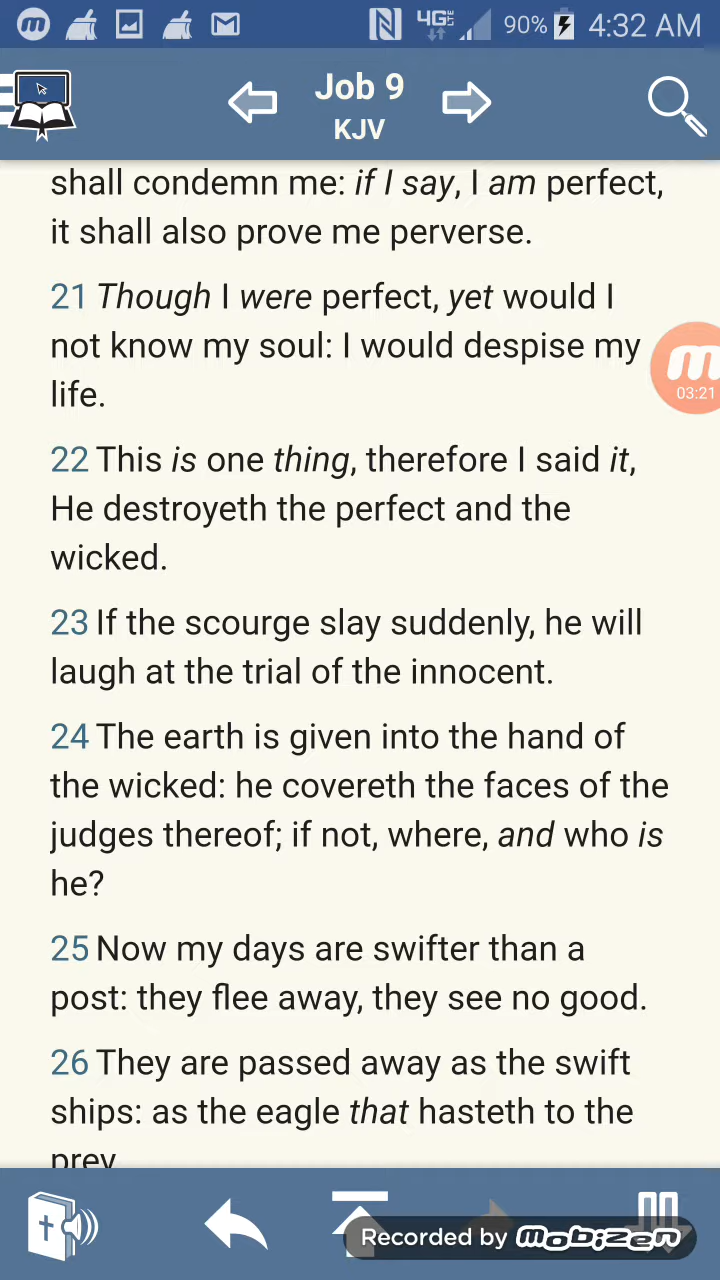 4G LTE 90% 4:32 AM
Job 9
KJV
shall condemn me: if I say, I am perfect,
it shall also prove me perverse.
21 Though I were perfect, yet would I
not know my soul: I would despise my
life.
03:21
22 This is one thing, therefore I said it,
He destroyeth the perfect and the
wicked.
23 If the scourge slay suddenly, he will
laugh at the trial of the innocent.
24 The earth is given into the hand of
the wicked: he covereth the faces of the
judges thereof; if not, where, and who is
he?
25 Now my days are swifter than a
post: they flee away, they see no good.
26 They are passed away as the swift
ships: as the eagle that hasteth to the
prey
Recorded by mobizen